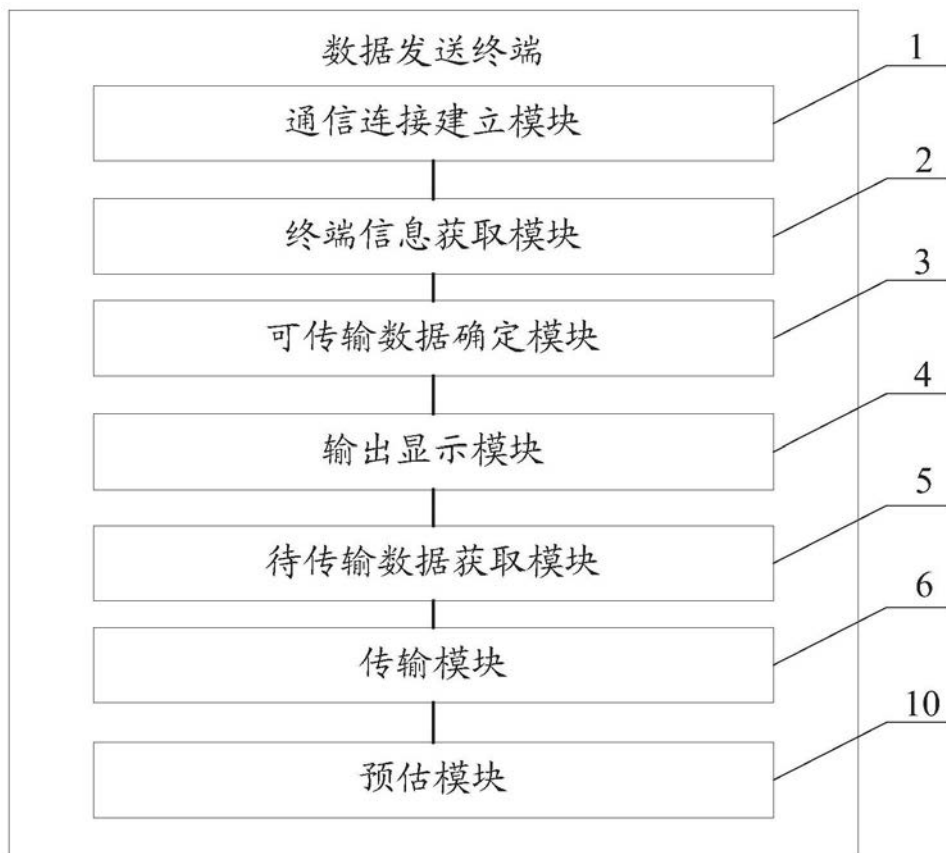 数据发送终端
1
通信连接建立模块
2
终端信息获取模块
3
可传输数据确定模块
4
输出显示模块
5
待传输数据获取模块
6
传输模块
10
预估模块